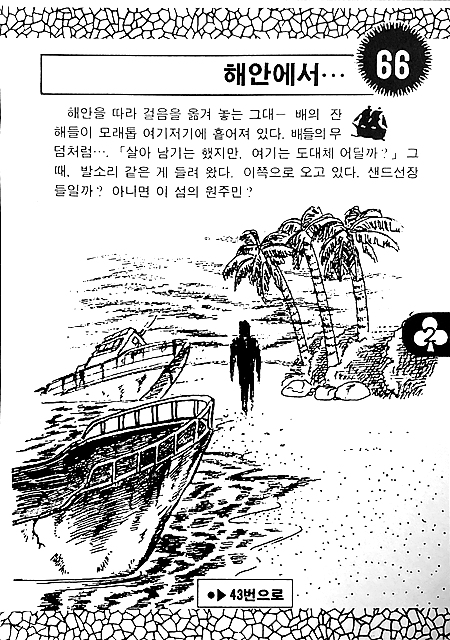 66
해안에서…
해안을 따라 걸음을 옮겨 놓는 그대— 배의 잔
해들이 모래톱 여기저기에 흩어져 있다. 배들의 무
덤처럼…. 「살아 남기는 했지만, 여기는 도대체 어딜까?」 그
때, 발소리 같은 게 들려 왔다. 이쪽으로 오고 있다. 샌드선장
들일까? 아니면 이 섬의 원주민?
2
●▶ 43번으로